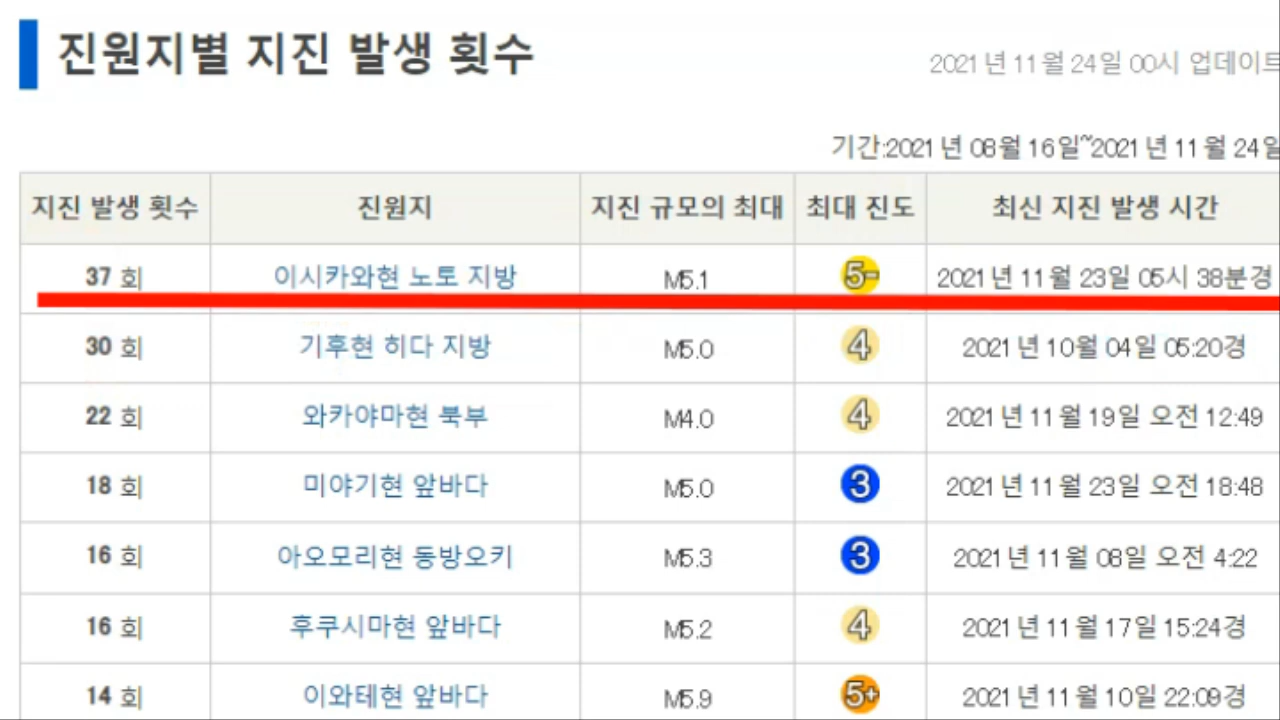 진원지별 지진 발생 횟수
2021년 11월 24일 00시 업데이트
기간:2021년 08월 16일~2021년 11월 24일
지진 발생 횟수 진원지 지진 규모의 최대 최대 진도 최신 지진 발생 시간
37 회 이시카와현 노토 지방 M5.1 5- 2021년 11월 23일 05시 38분경
30 회 기후현 히다 지방 M5.0 4 2021년 10월 04일 05:20경
22 회 와카야마현 북부 M4.0 4 2021년 11월 19일 오전 12:49
18 회 미야기현 앞바다 M5.0 3 2021년 11월 23일 오전 18:48
16 회 아오모리현 동방오키 M5.3 3 2021년 11월 08일 오전 4:22
16 회 후쿠시마현 앞바다 M5.2 4 2021년 11월 17일 15:24경
14 회 이와테현 앞바다 M5.9 5+ 2021년 11월 10일 22:09경